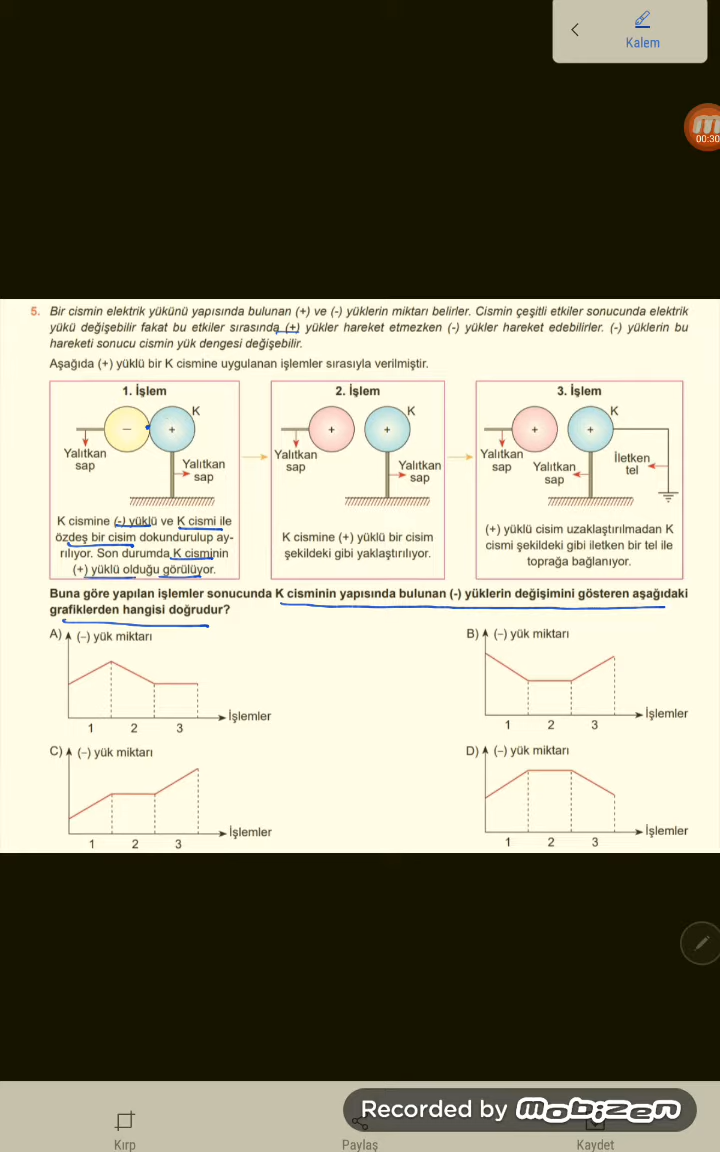 Kalem
00:30
5. Bir cismin elektrik yükünü yapısında bulunan (+) ve (-) yüklerin miktarı belirler. Cismin çeşitli etkiler sonucunda elektrik
yükü değişebilir fakat bu etkiler sırasında (+) yükler hareket etmezken (-) yükler hareket edebilirler. (-) yüklerin bu
hareketi sonucu cismin yük dengesi değişebilir.
Aşağıda (+) yüklü bir K cismine uygulanan işlemler sırasıyla verilmiştir.
1. İşlem
K
− +
Yalıtkan
sap
Yalıtkan
sap
K cismine (-) yüklü ve K cismi ile
özdeş bir cisim dokundurulup ay-
rılıyor. Son durumda K cisminin
(+) yüklü olduğu görülüyor.
2. İşlem
K
+ +
Yalıtkan
sap
Yalıtkan
sap
K cismine (+) yüklü bir cisim
şekildeki gibi yaklaştırılıyor.
3. İşlem
K
+ +
Yalıtkan
sap
Yalıtkan
sap
İletken
tel
(+) yüklü cisim uzaklaştırılmadan K
cismi şekildeki gibi iletken bir tel ile
toprağa bağlanıyor.
Buna göre yapılan işlemler sonucunda K cisminin yapısında bulunan (-) yüklerin değişimini gösteren aşağıdaki
grafiklerden hangisi doğrudur?
A) (−) yük miktarı
İşlemler
1 2 3
B) (−) yük miktarı
İşlemler
1 2 3
C) (−) yük miktarı
İşlemler
1 2 3
D) (−) yük miktarı
İşlemler
1 2 3
Recorded by mobizen
Kırp
Paylaş
Kaydet